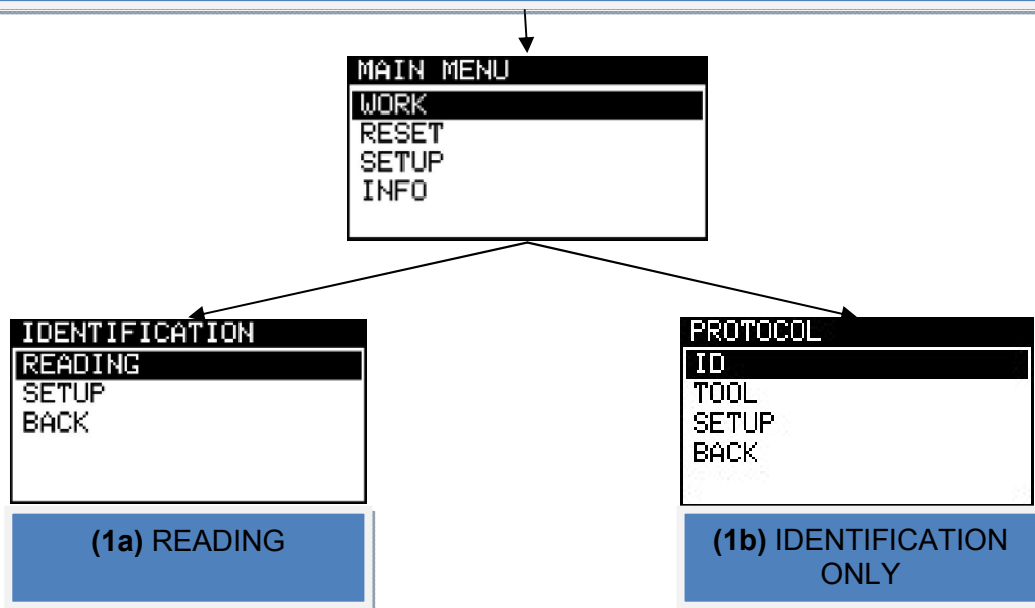 MAIN MENU
WORK
RESET
SETUP
INFO
IDENTIFICATION
READING
SETUP
BACK
(1a) READING
PROTOCOL
ID
TOOL
SETUP
BACK
(1b) IDENTIFICATION
ONLY